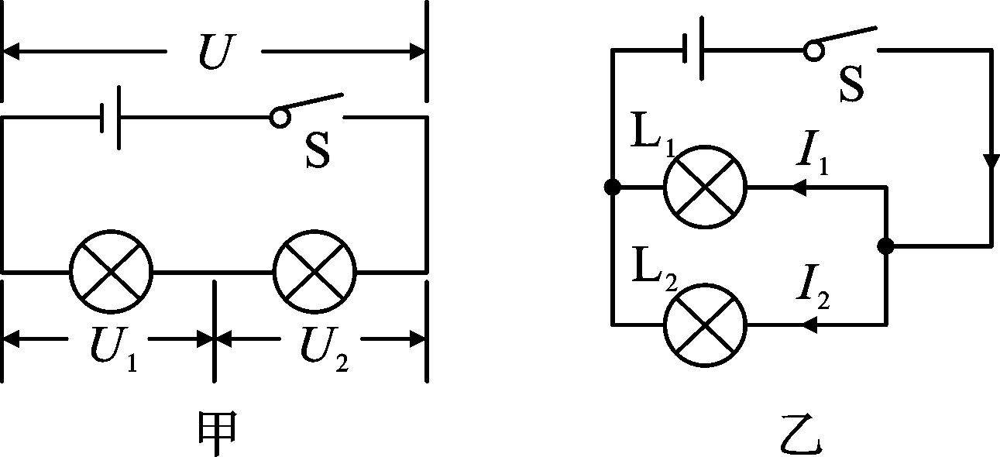 U
S
U₁ U₂
甲
S
L₁ I₁
L₂ I₂
乙